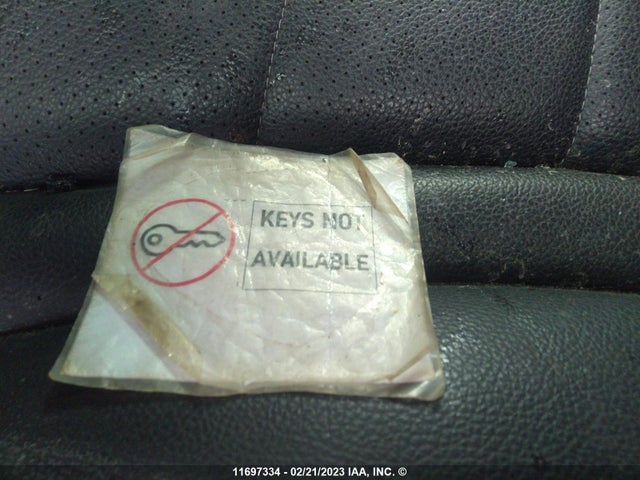 KEYS NOT
AVAILABLE
11697334 - 02/21/2023 IAA, INC. ©